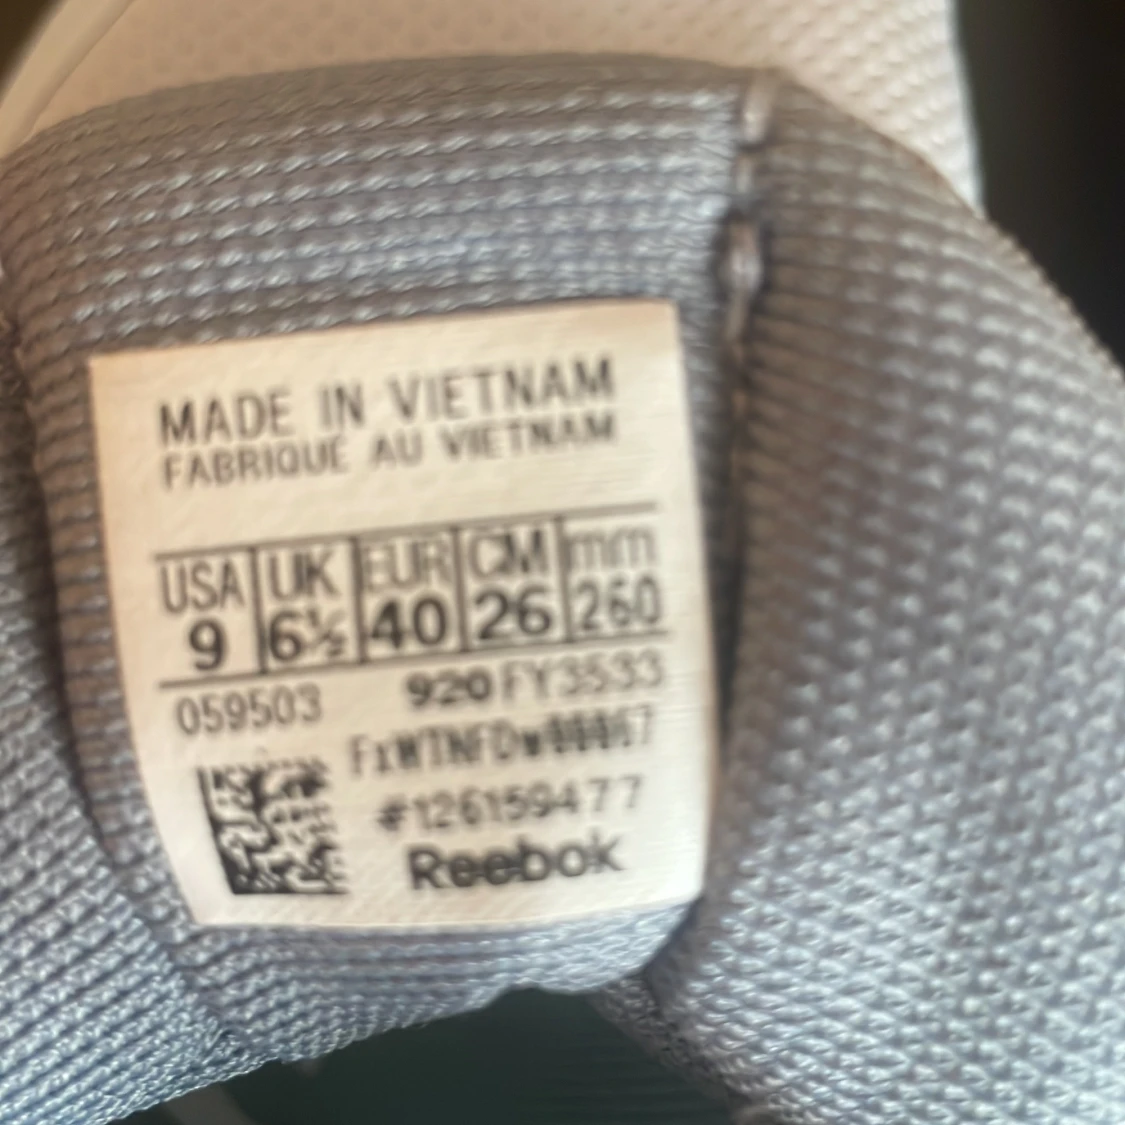 MADE IN VIETNAM
FABRIQUE AU VIETNAM
USA UK EUR CM mm
9 6½ 40 26 260
059503 920 FY3533
#126159477
Reebok